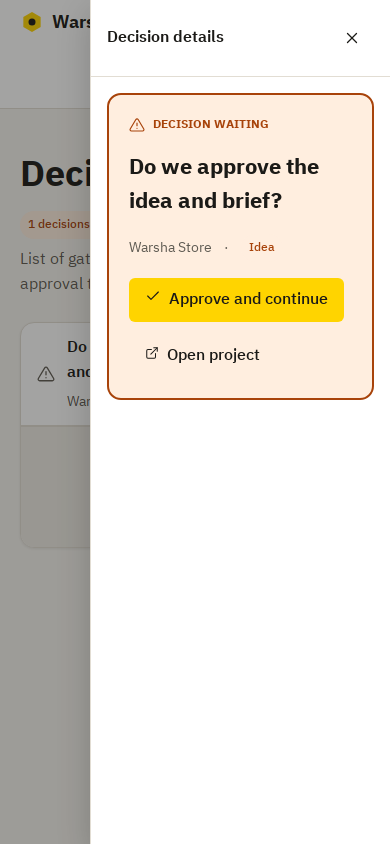 Wars
Deci
1 decisions
List of gat
approval t
Do
and
War
Decision details
DECISION WAITING
Do we approve the
idea and brief?
Warsha Store · Idea
Approve and continue
Open project